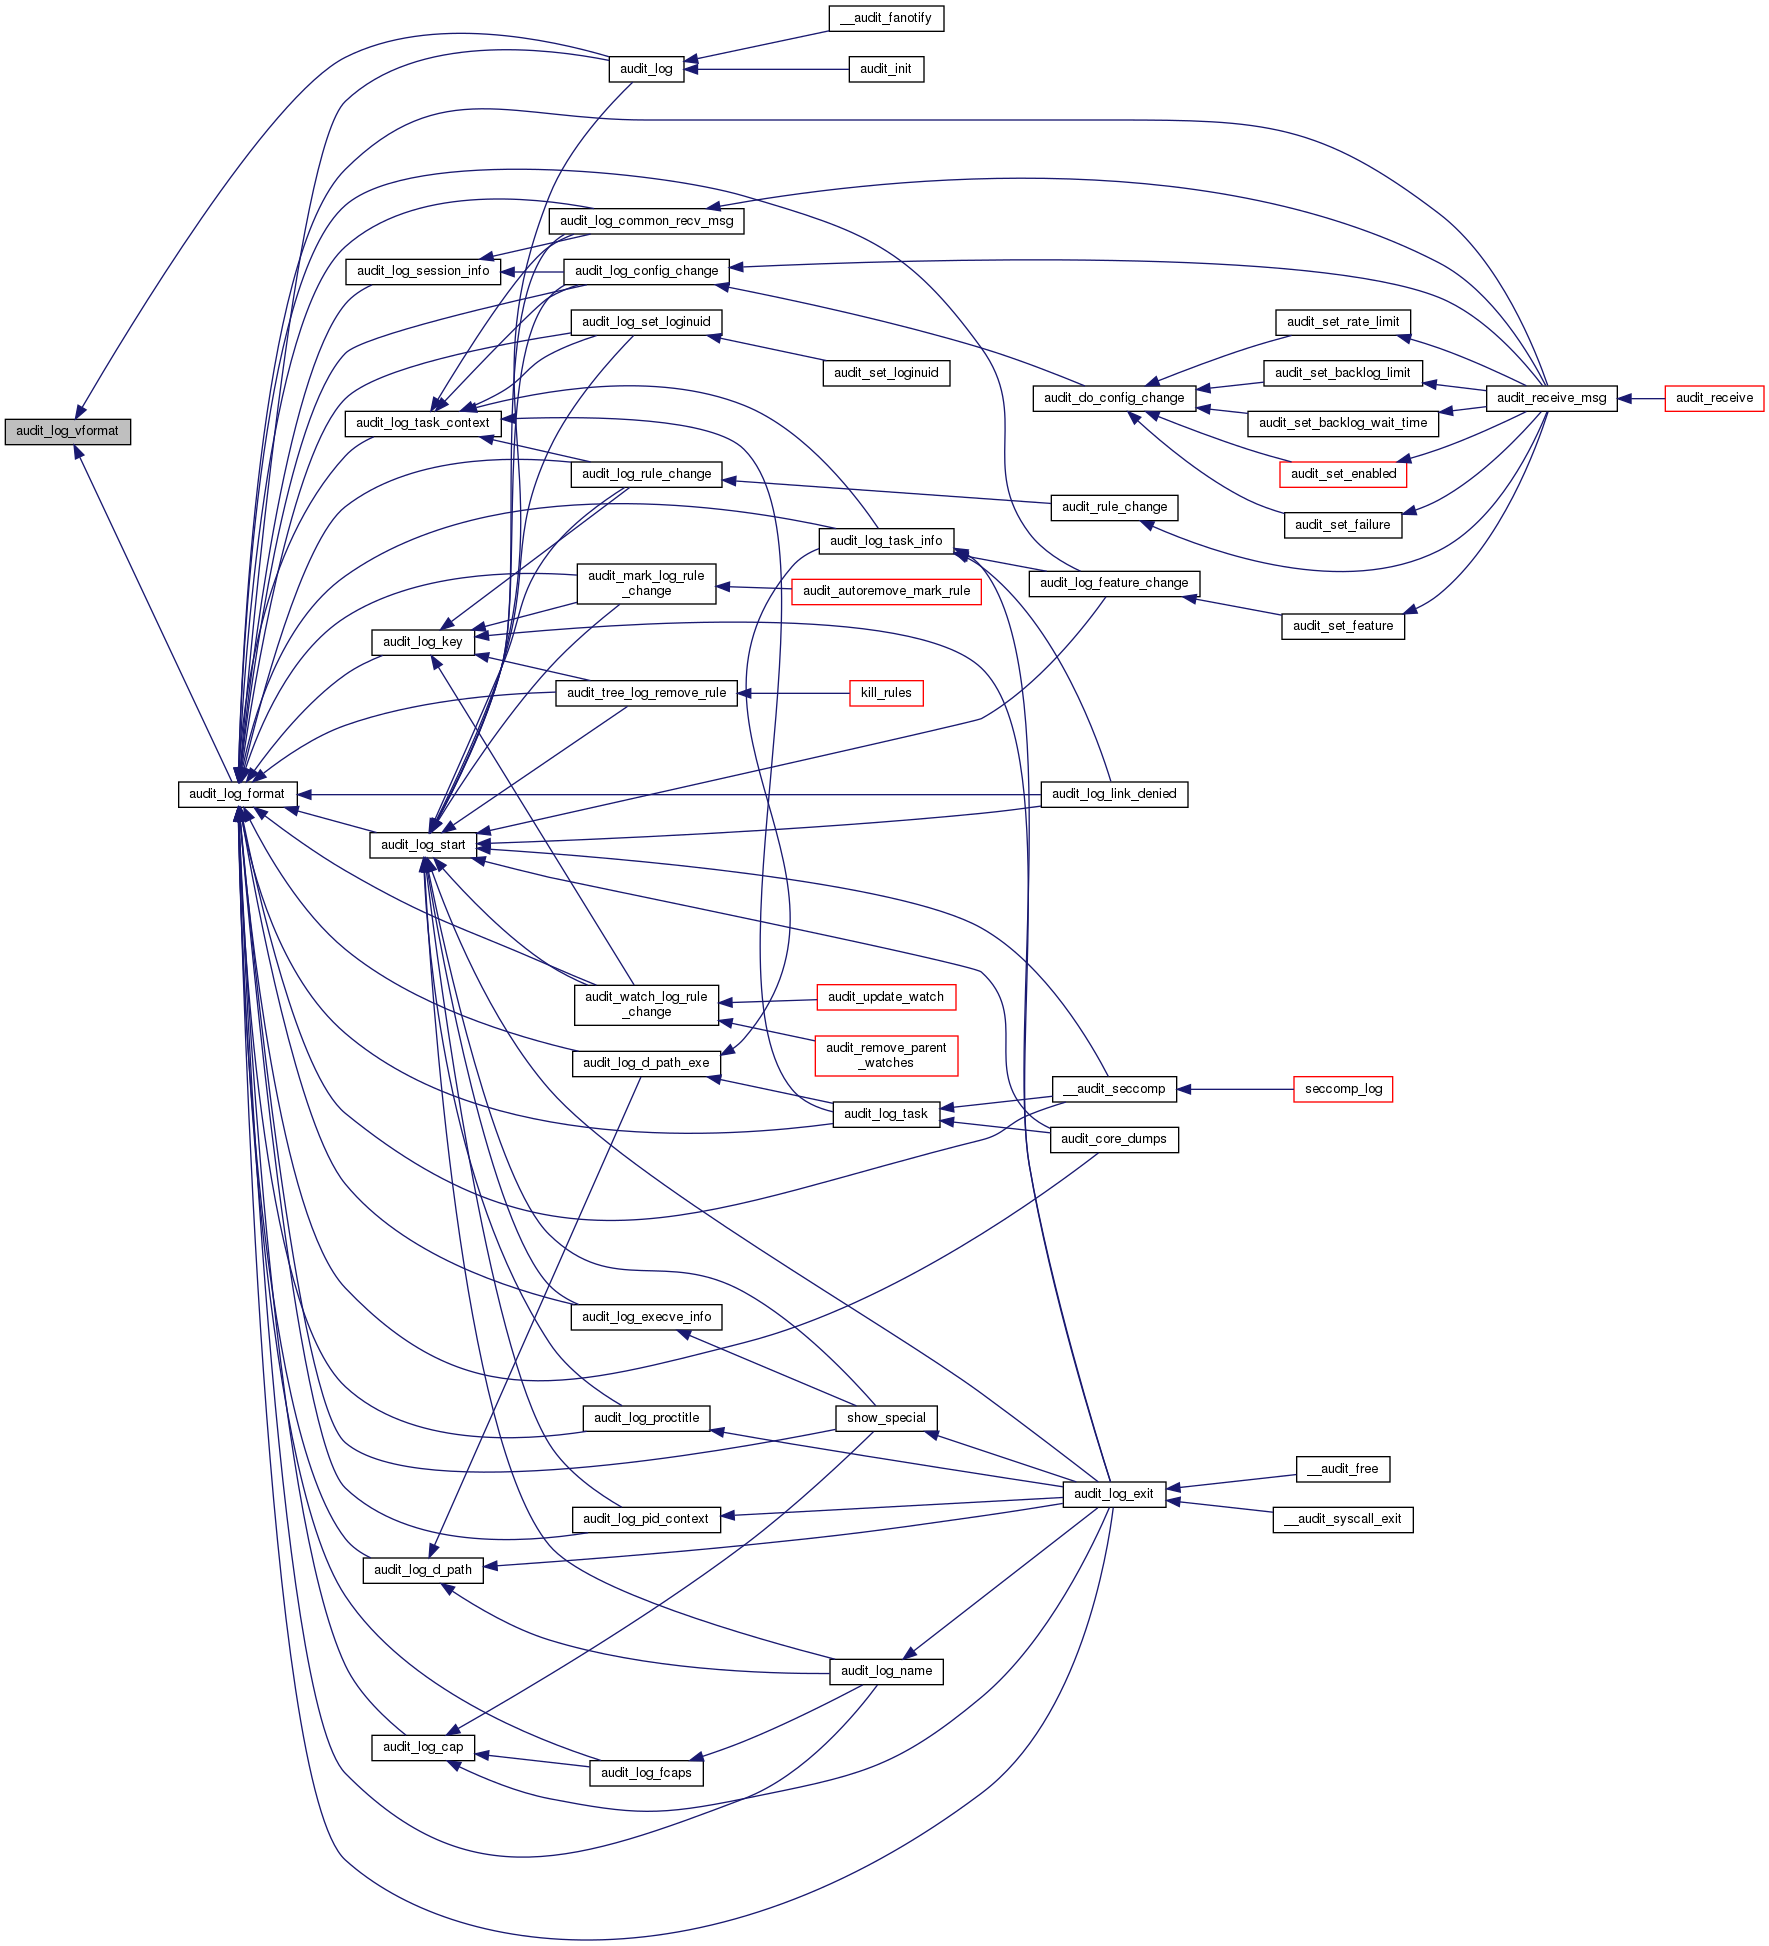 __audit_fanotify
audit_log
audit_init
audit_log_common_recv_msg
audit_log_session_info
audit_log_config_change
audit_log_set_loginuid
audit_set_rate_limit
audit_set_loginuid
audit_set_backlog_limit
audit_do_config_change
audit_receive_msg
audit_receive
audit_log_vformat
audit_log_task_context
audit_set_backlog_wait_time
audit_log_rule_change
audit_set_enabled
audit_rule_change
audit_set_failure
audit_log_task_info
audit_mark_log_rule
_change
audit_autoremove_mark_rule
audit_log_feature_change
audit_set_feature
audit_log_key
audit_tree_log_remove_rule
kill_rules
audit_log_format
audit_log_link_denied
audit_log_start
audit_watch_log_rule
_change
audit_update_watch
audit_remove_parent
_watches
audit_log_d_path_exe
__audit_seccomp
seccomp_log
audit_log_task
audit_core_dumps
audit_log_execve_info
audit_log_proctitle
show_special
__audit_free
audit_log_exit
audit_log_pid_context
__audit_syscall_exit
audit_log_d_path
audit_log_name
audit_log_cap
audit_log_fcaps